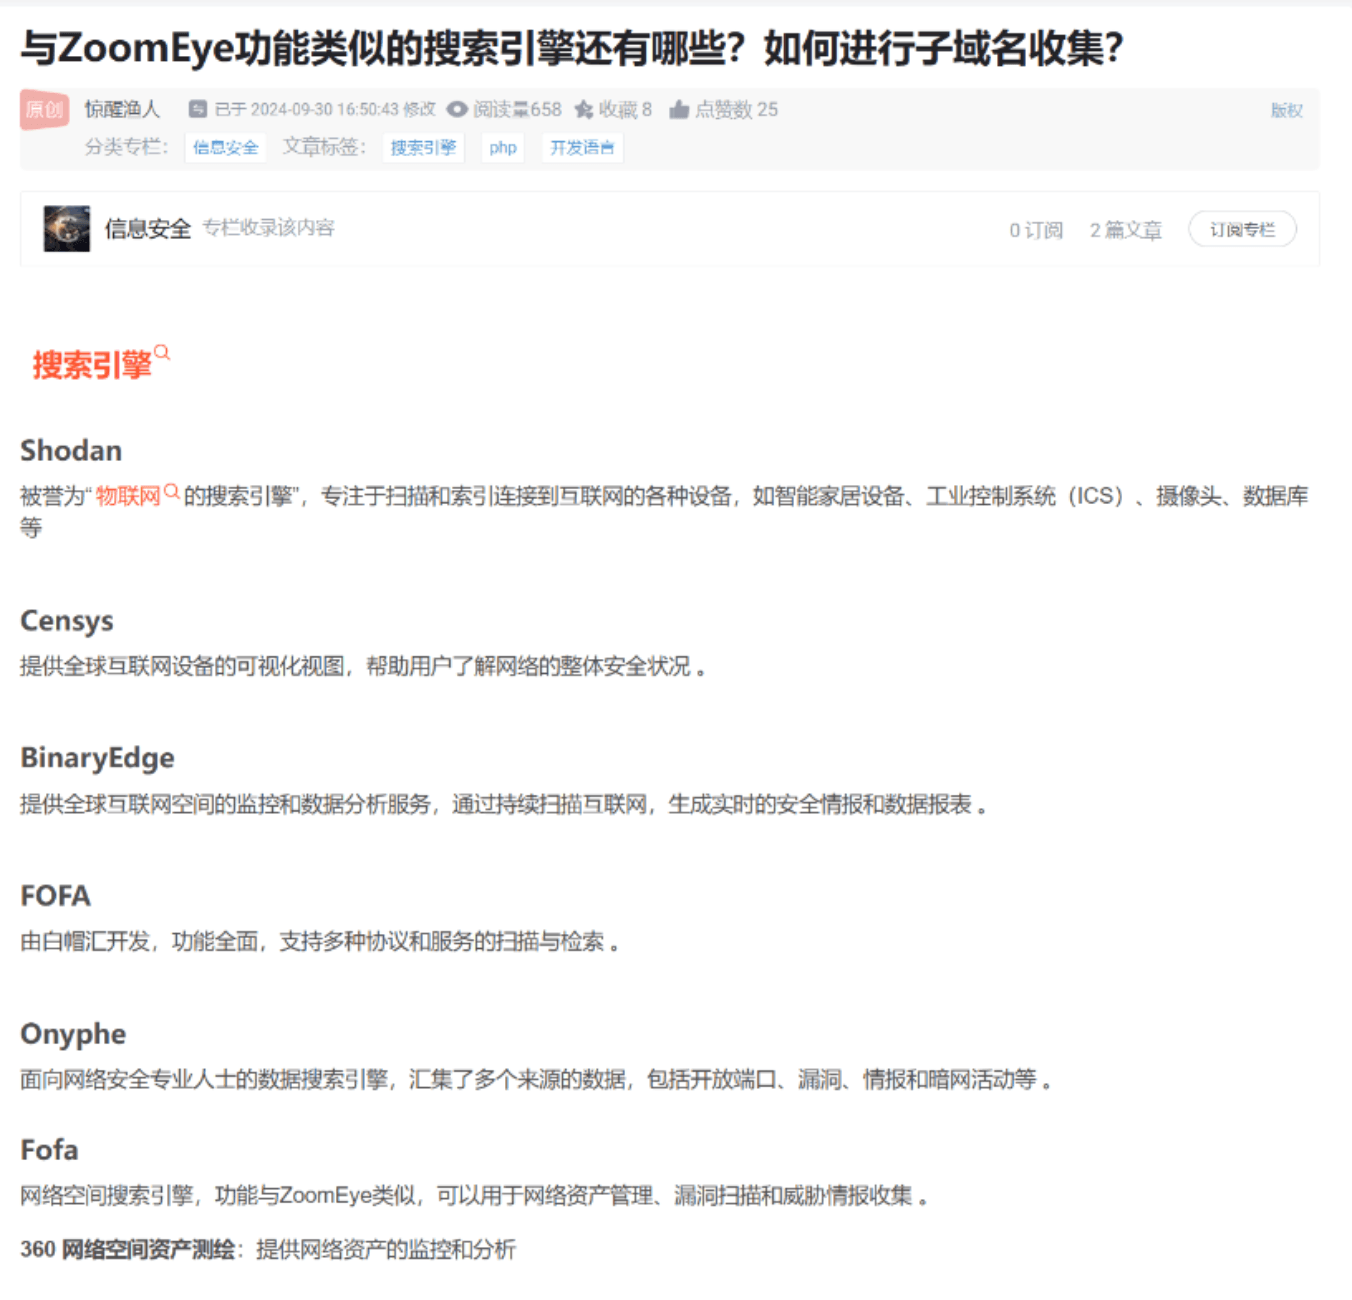 与ZoomEye功能类似的搜索引擎还有哪些？如何进行子域名收集？
原创 惊醒渔人 已于 2024-09-30 16:50:43 修改 阅读量658 收藏 8 点赞数 25 版权
分类专栏： 信息安全 文章标签： 搜索引擎 php 开发语言
信息安全 专栏收录该内容 0 订阅 2 篇文章 订阅专栏
搜索引擎
Shodan
被誉为“物联网的搜索引擎”，专注于扫描和索引连接到互联网的各种设备，如智能家居设备、工业控制系统（ICS）、摄像头、数据库
等
Censys
提供全球互联网设备的可视化视图，帮助用户了解网络的整体安全状况 。
BinaryEdge
提供全球互联网空间的监控和数据分析服务，通过持续扫描互联网，生成实时的安全情报和数据报表 。
FOFA
由白帽汇开发，功能全面，支持多种协议和服务的扫描与检索 。
Onyphe
面向网络安全专业人士的数据搜索引擎，汇集了多个来源的数据，包括开放端口、漏洞、情报和暗网活动等 。
Fofa
网络空间搜索引擎，功能与ZoomEye类似，可以用于网络资产管理、漏洞扫描和威胁情报收集 。
360 网络空间资产测绘：提供网络资产的监控和分析